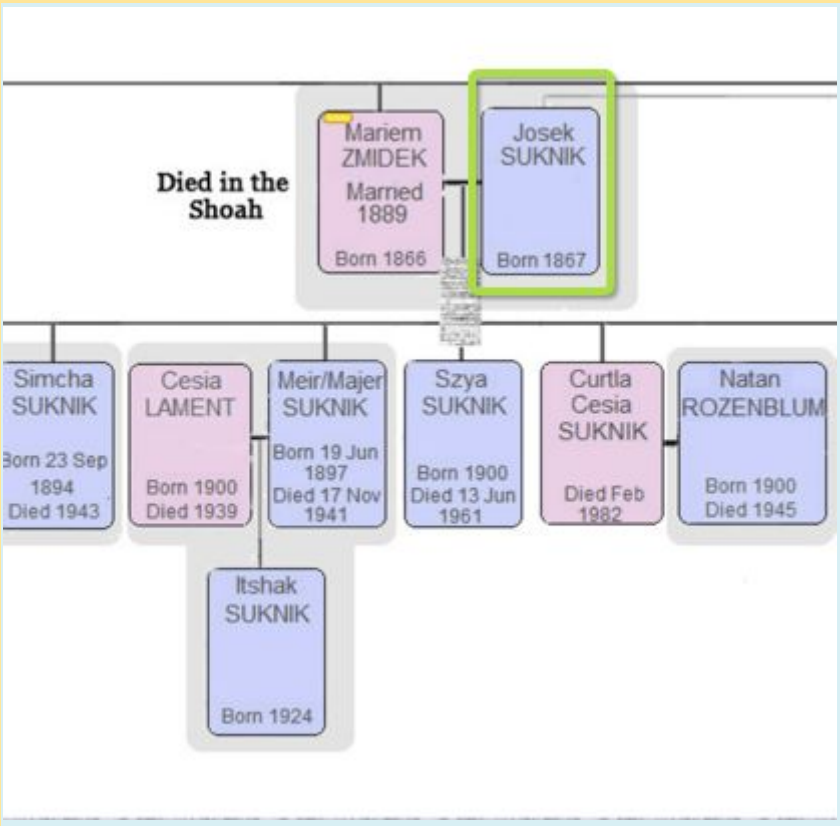 Died in the
Shoah
Mariem
ZMIDEK
Married
1889
Born 1866
Josek
SUKNIK
Born 1867
Simcha
SUKNIK
Born 23 Sep
1894
Died 1943
Cesia
LAMENT
Born 1900
Died 1939
Meir/Majer
SUKNIK
Born 19 Jun
1897
Died 17 Nov
1941
Szya
SUKNIK
Born 1900
Died 13 Jun
1961
Curtla
Cesia
SUKNIK
Died Feb
1982
Natan
ROZENBLUM
Born 1900
Died 1945
Itshak
SUKNIK
Born 1924